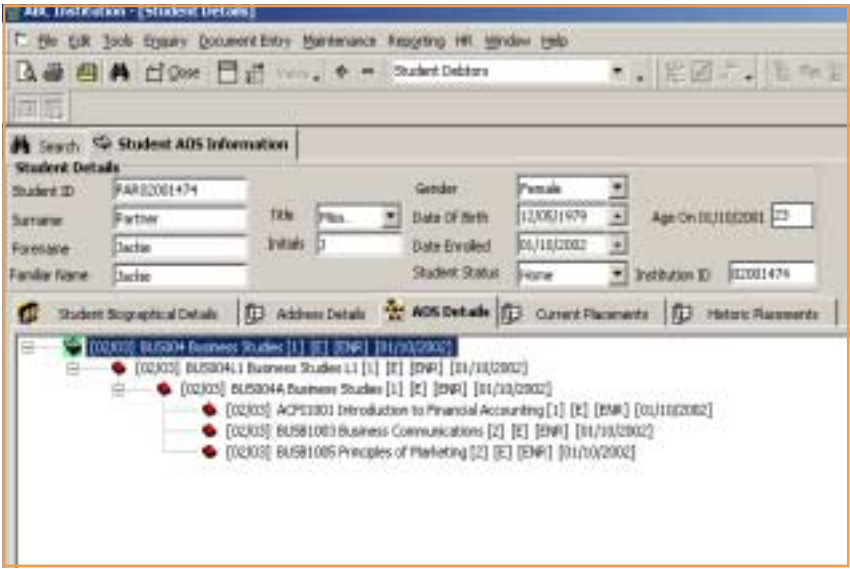 ABC Institution - [Student Details]
File Edit Tools Enquiry Document Entry Maintenance Reporting HR Window Help
Close Views Student Debtors
Search Student AOS Information
Student Details
Student ID PAR02001474 Gender Female
Surname Partner Title Miss. Date Of Birth 12/05/1979 Age On 01/10/2001 23
Forename Jackie Initials J Date Enrolled 01/10/2002
Familiar Name Jackie Student Status Home Institution ID 02001474
Student Biographical Details Address Details AOS Details Current Placements Historic Placements
[02/03] BUS004 Business Studies [1] [E] [ENR] [01/10/2002]
[02/03] BUS004L1 Business Studies L1 [1] [E] [ENR] [01/10/2002]
[02/03] BUS004A Business Studies [1] [E] [ENR] [01/10/2002]
[02/03] ACFI1001 Introduction to Financial Accounting [1] [E] [ENR] [01/10/2002]
[02/03] BUSB1003 Business Communications [2] [E] [ENR] [01/10/2002]
[02/03] BUSB1005 Principles of Marketing [2] [E] [ENR] [01/10/2002]